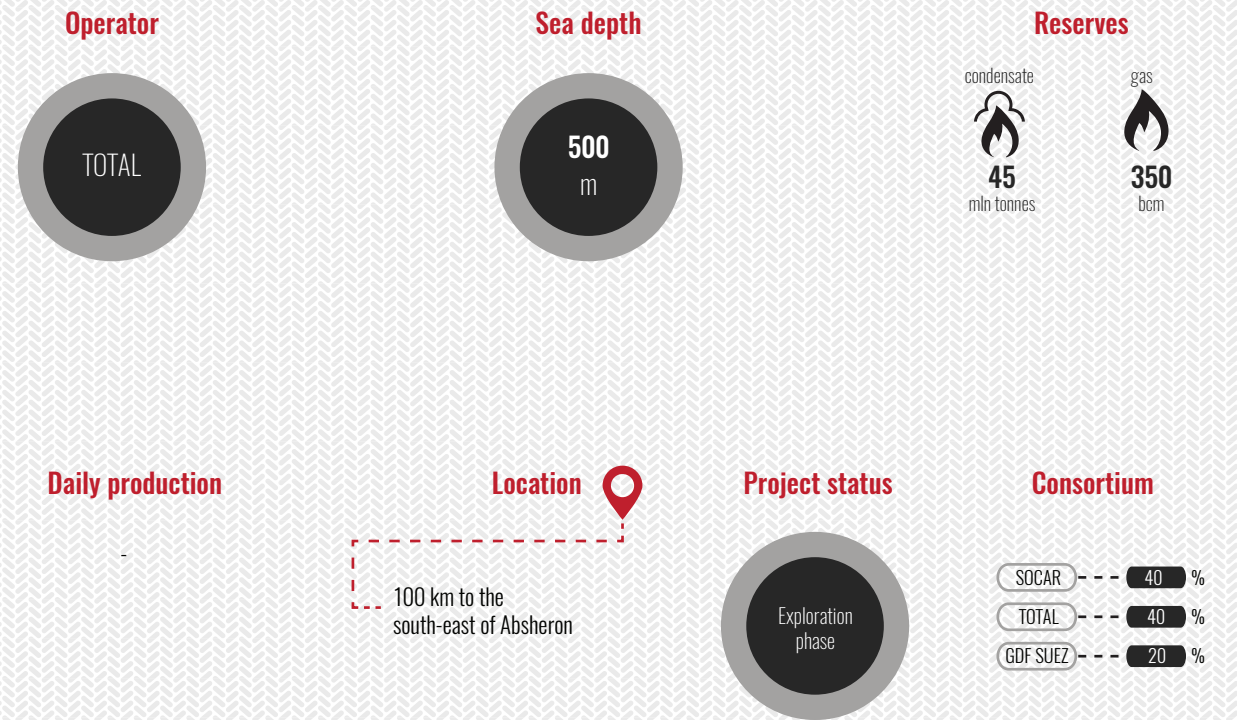 Operator
TOTAL
Sea depth
500
m
Reserves
condensate
45
mln tonnes
gas
350
bcm
Daily production
-
Location
100 km to the
south-east of Absheron
Project status
Exploration
phase
Consortium
SOCAR 40 %
TOTAL 40 %
GDF SUEZ 20 %